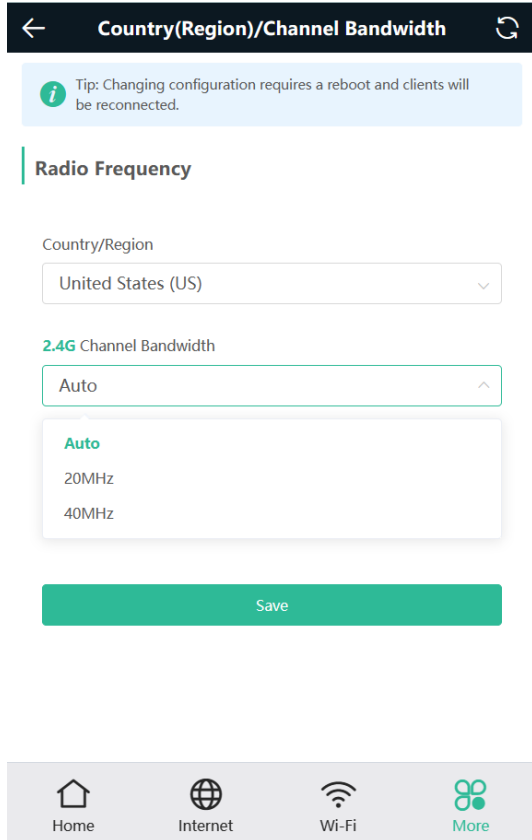 Country(Region)/Channel Bandwidth
i
Tip: Changing configuration requires a reboot and clients will
be reconnected.
Radio Frequency
Country/Region
United States (US)
2.4G Channel Bandwidth
Auto
Auto
20MHz
40MHz
Save
Home
Internet
Wi-Fi
More